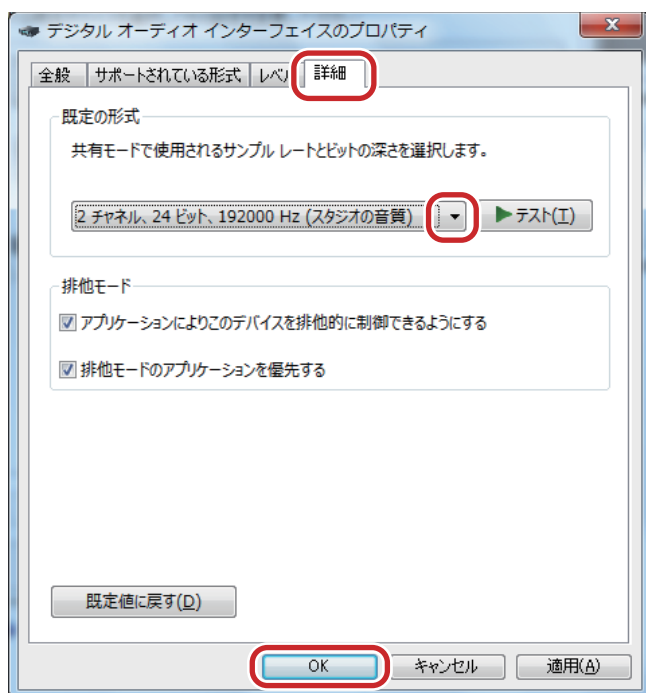 デジタル オーディオ インターフェイスのプロパティ
全般 サポートされている形式 レベル 詳細
既定の形式
共有モードで使用されるサンプル レートとビットの深さを選択します。
2 チャネル、24 ビット、192000 Hz (スタジオの音質) テスト(T)
排他モード
アプリケーションによりこのデバイスを排他的に制御できるようにする
排他モードのアプリケーションを優先する
既定値に戻す(D)
OK キャンセル 適用(A)